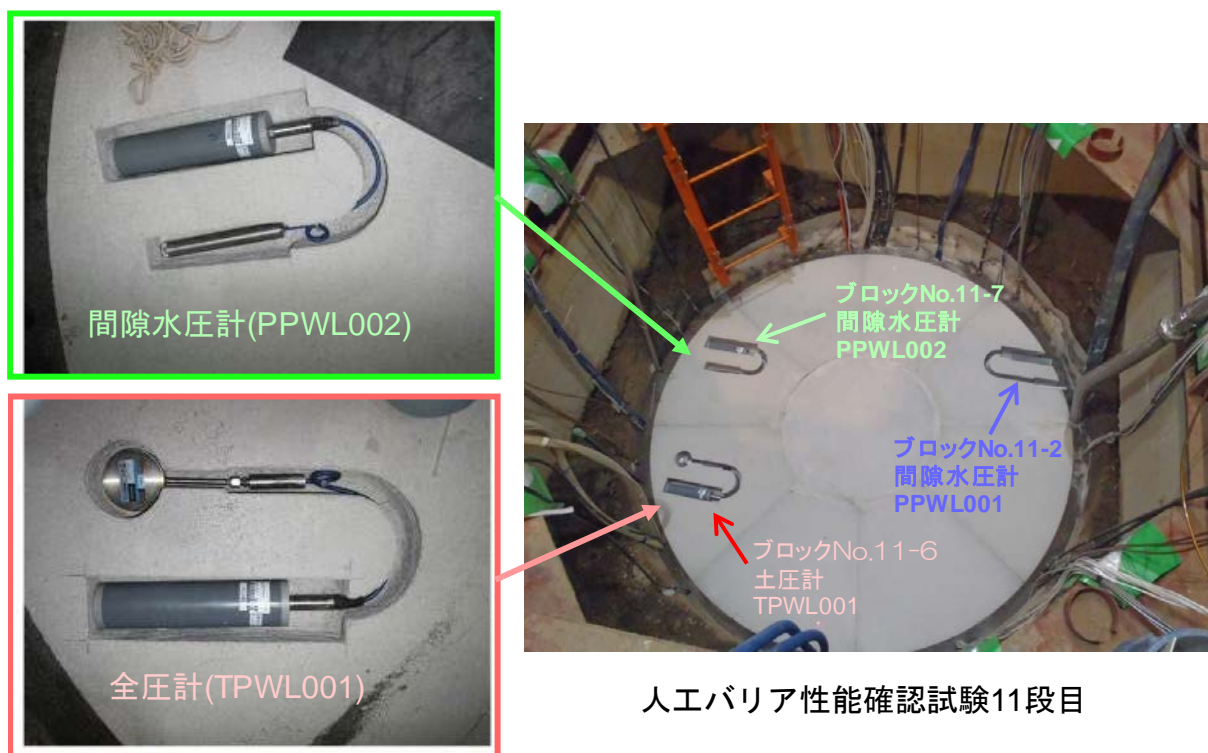 間隙水圧計(PPWL002)
全圧計(TPWL001)
ブロックNo.11-7
間隙水圧計
PPWL002
ブロックNo.11-2
間隙水圧計
PPWL001
ブロックNo.11-6
土圧計
TPWL001
人工バリア性能確認試験11段目